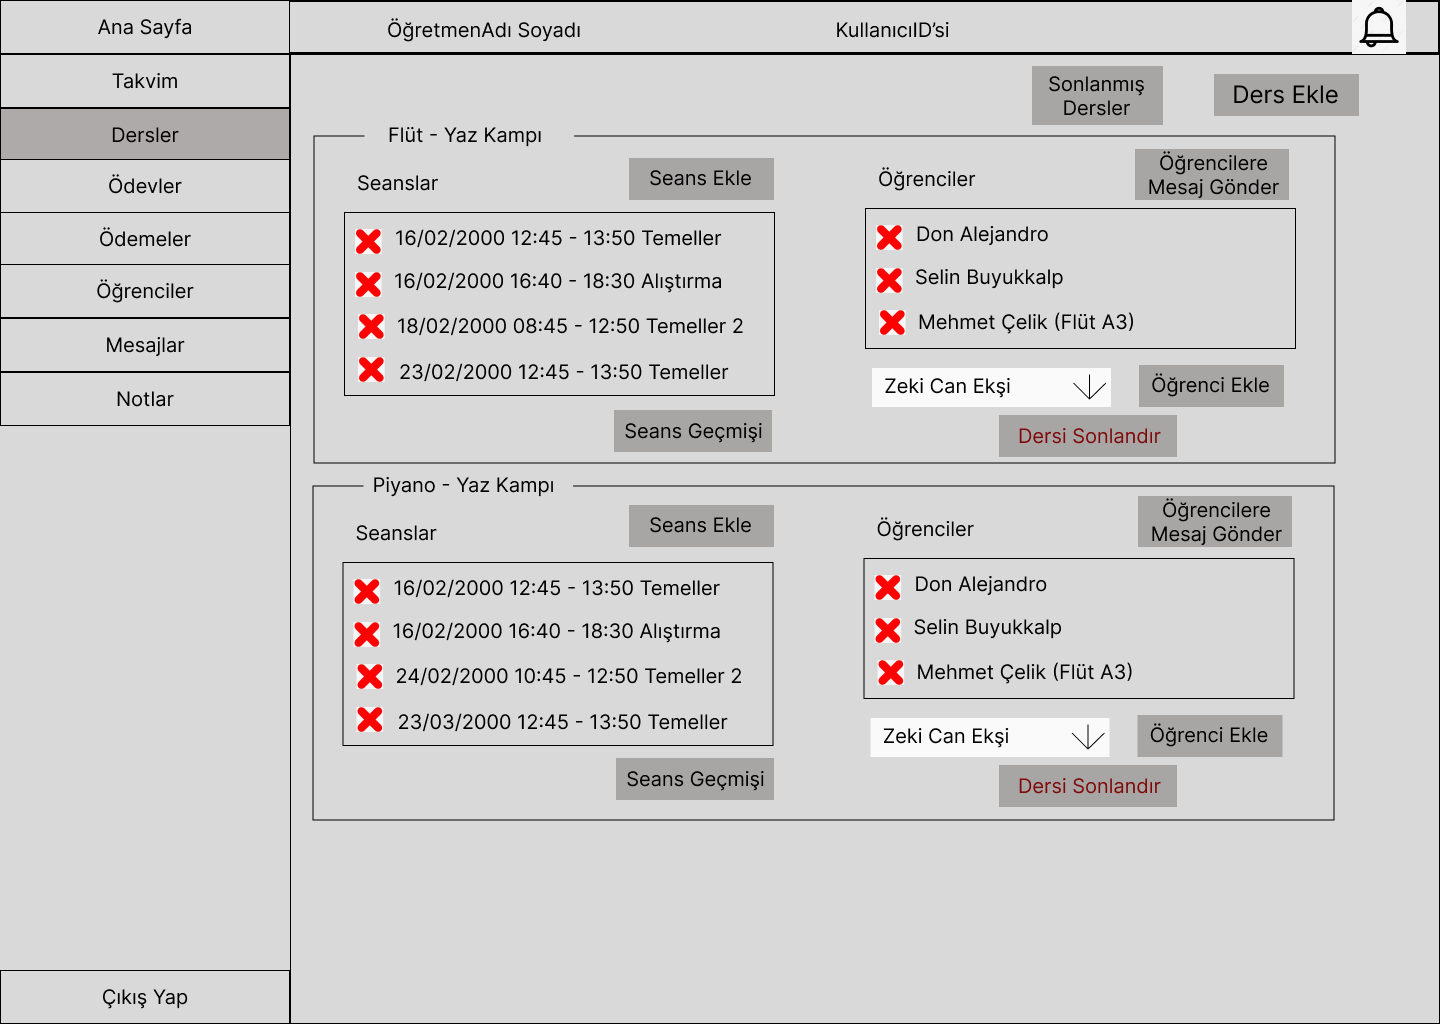 Ana Sayfa
ÖğretmenAdı Soyadı
KullanıcıID’si
Takvim
Dersler
Ödevler
Ödemeler
Öğrenciler
Mesajlar
Notlar
Çıkış Yap
Sonlanmış
Dersler
Ders Ekle
Flüt - Yaz Kampı
Seanslar
Seans Ekle
16/02/2000 12:45 - 13:50 Temeller
16/02/2000 16:40 - 18:30 Alıştırma
18/02/2000 08:45 - 12:50 Temeller 2
23/02/2000 12:45 - 13:50 Temeller
Seans Geçmişi
Öğrenciler
Öğrencilere
Mesaj Gönder
Don Alejandro
Selin Buyukkalp
Mehmet Çelik (Flüt A3)
Zeki Can Ekşi
Öğrenci Ekle
Dersi Sonlandır
Piyano - Yaz Kampı
Seanslar
Seans Ekle
16/02/2000 12:45 - 13:50 Temeller
16/02/2000 16:40 - 18:30 Alıştırma
24/02/2000 10:45 - 12:50 Temeller 2
23/03/2000 12:45 - 13:50 Temeller
Seans Geçmişi
Öğrenciler
Öğrencilere
Mesaj Gönder
Don Alejandro
Selin Buyukkalp
Mehmet Çelik (Flüt A3)
Zeki Can Ekşi
Öğrenci Ekle
Dersi Sonlandır